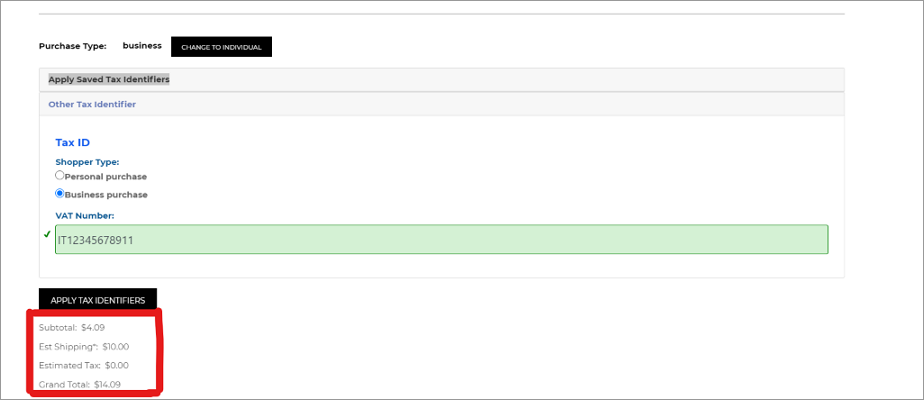 Purchase Type: business CHANGE TO INDIVIDUAL
Apply Saved Tax Identifiers
Other Tax Identifier
Tax ID
Shopper Type:
Personal purchase
Business purchase
VAT Number:
IT12345678911
APPLY TAX IDENTIFIERS
Subtotal: $4.09
Est Shipping*: $10.00
Estimated Tax: $0.00
Grand Total: $14.09